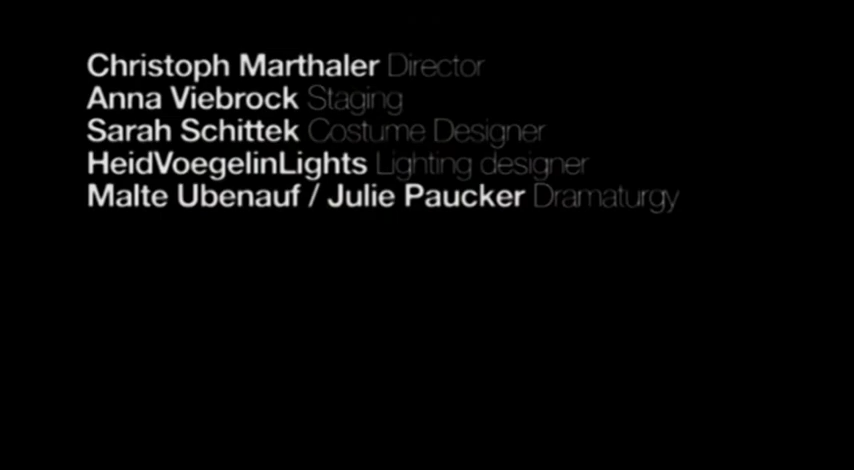 Christoph Marthaler Director
Anna Viebrock Staging
Sarah Schittek Costume Designer
HeidVoegelinLights Lighting designer
Malte Ubenauf / Julie Paucker Dramaturgy